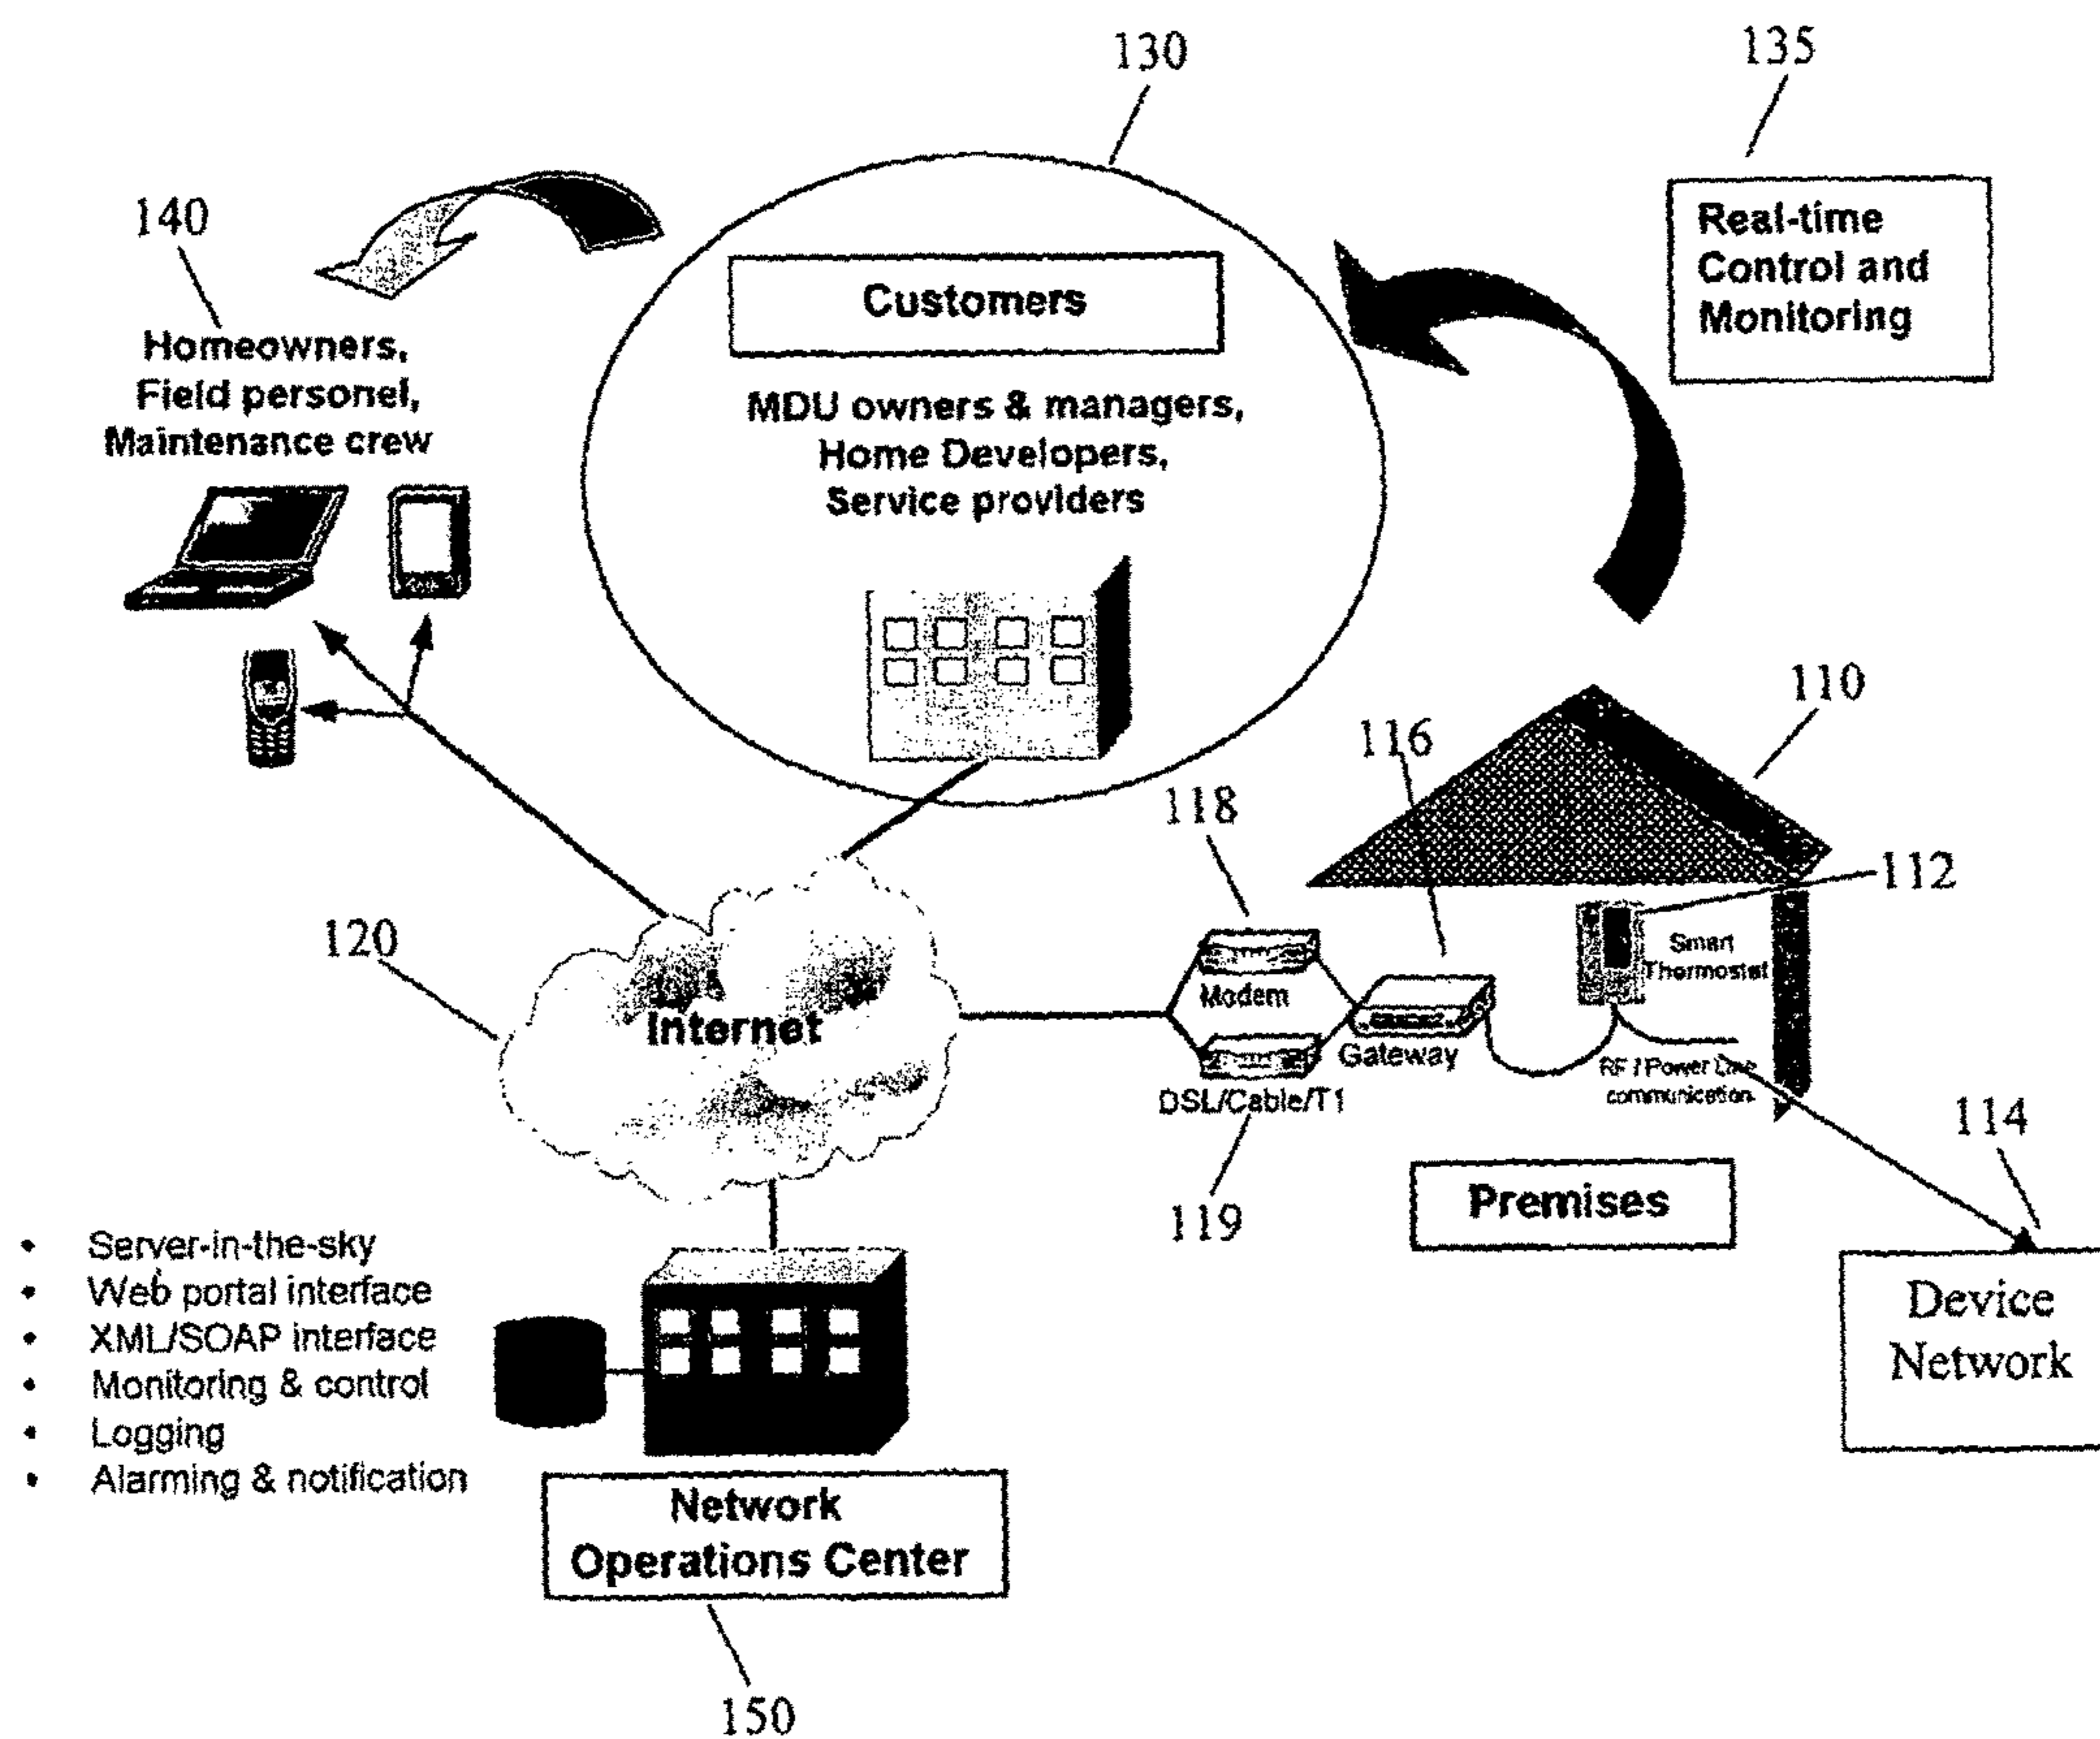 130
135
140
Real-time
Control and
Monitoring
Customers
Homeowners,
Field personel,
Maintenance crew
MDU owners & managers,
Home Developers,
Service providers
110
116
118
112
120
Smart
Thermostat
Modem
Internet
Gateway
RF / Power Line
communication
DSL/Cable/T1
114
119
Premises
• Server-in-the-sky
• Web portal interface
• XML/SOAP interface
• Monitoring & control
• Logging
• Alarming & notification
Device
Network
Network
Operations Center
150